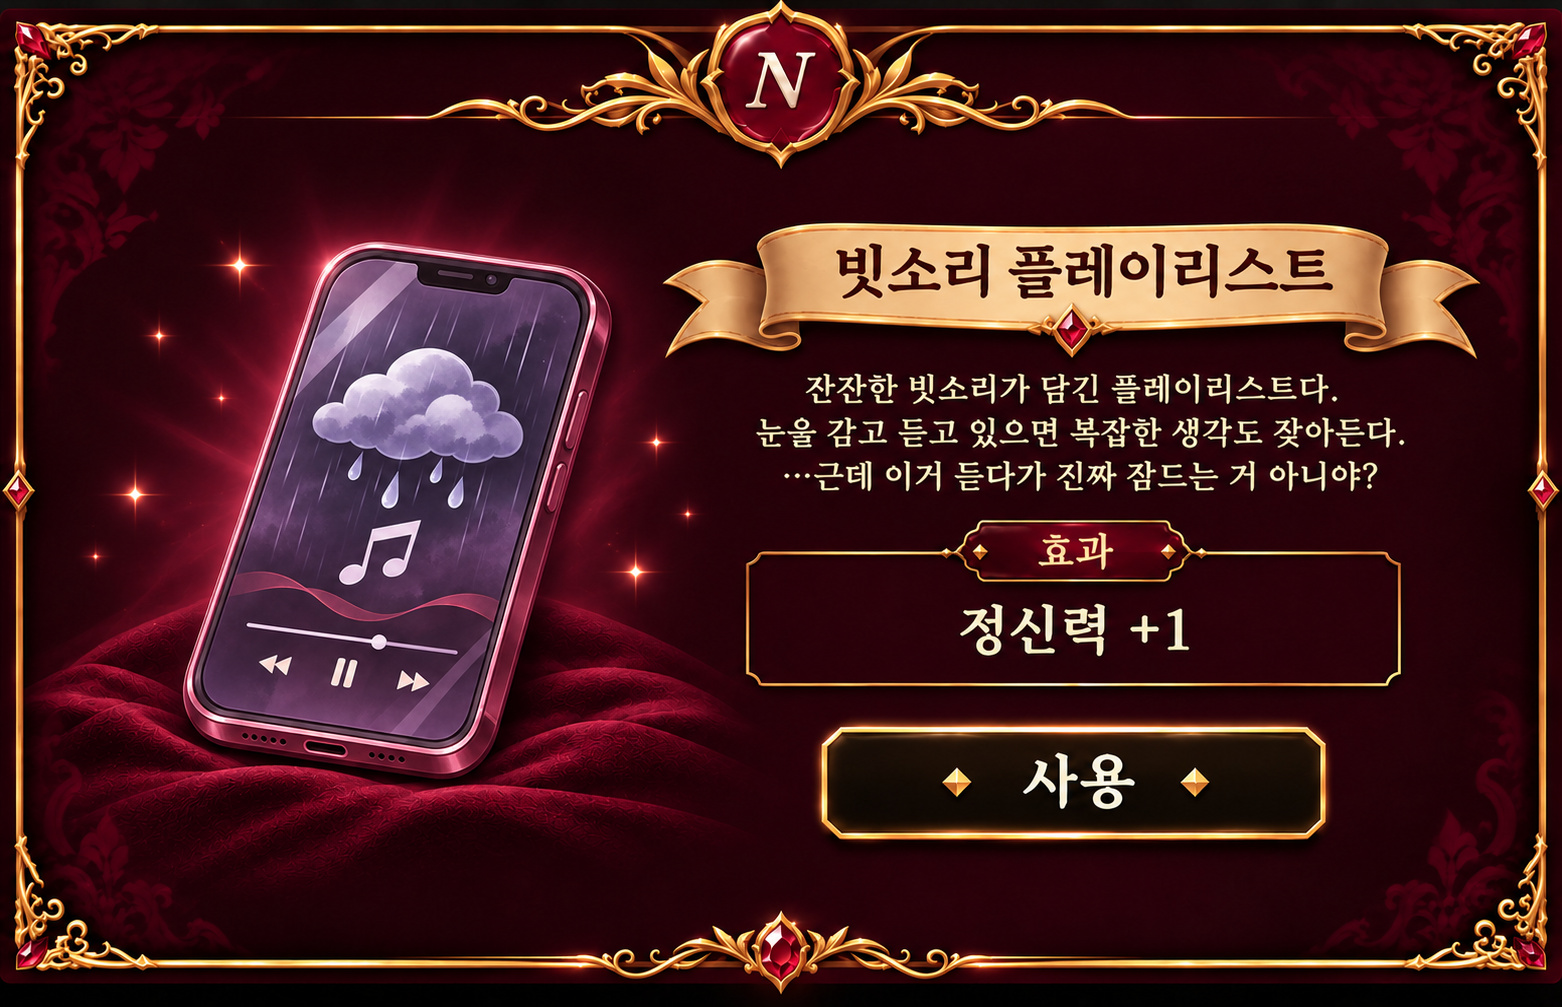 N
빗소리 플레이리스트
잔잔한 빗소리가 담긴 플레이리스트다.
눈울 감고 듣고 있으면 복잡한 생각도 잦아든다.
…근데 이거 듣다가 진짜 잠드는 거 아니야?
효과
정신력 +1
사용